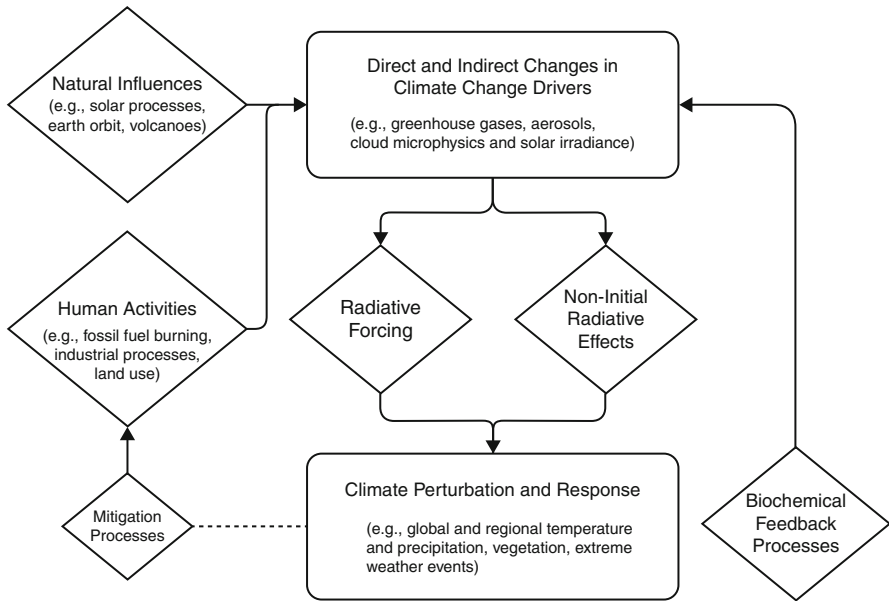 Natural Influences
(e.g., solar processes,
earth orbit, volcanoes)
Direct and Indirect Changes in
Climate Change Drivers
(e.g., greenhouse gases, aerosols,
cloud microphysics and solar irradiance)
Human Activities
(e.g., fossil fuel burning,
industrial processes,
land use)
Radiative
Forcing
Non-Initial
Radiative
Effects
Mitigation
Processes
Climate Perturbation and Response
(e.g., global and regional temperature
and precipitation, vegetation, extreme
weather events)
Biochemical
Feedback
Processes